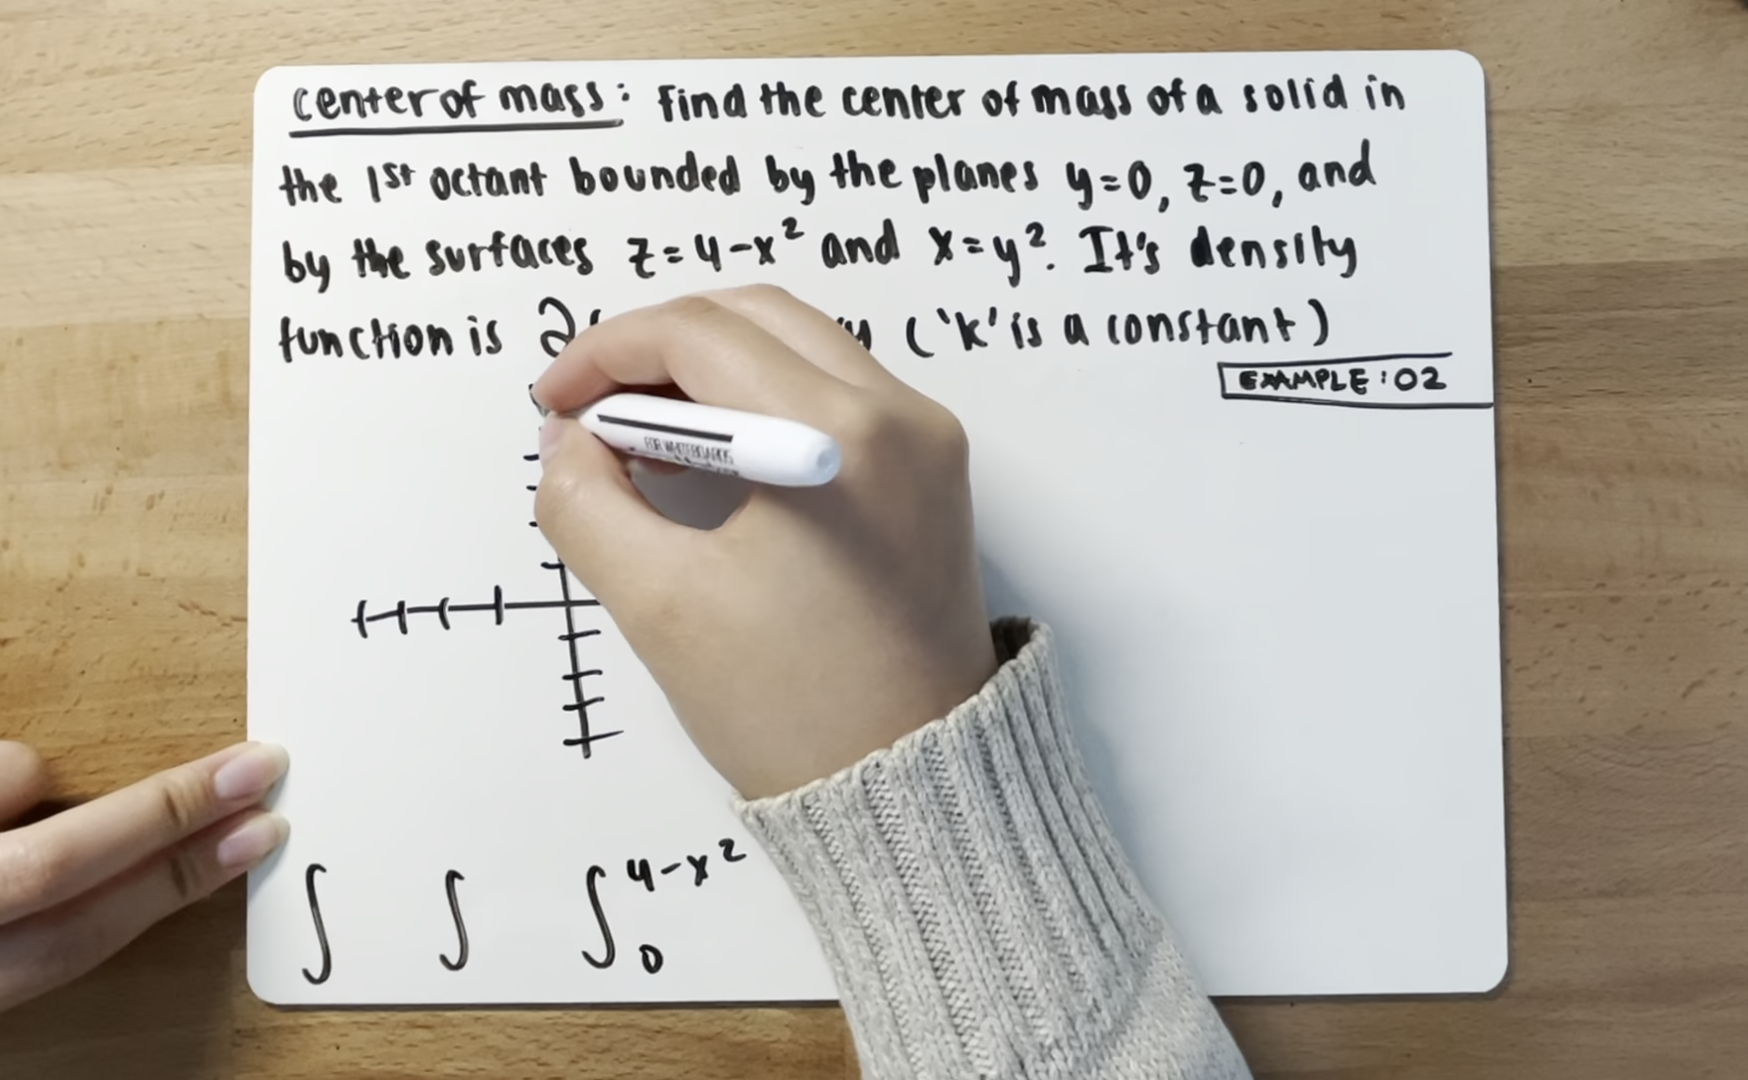 center of mass: Find the center of mass of a solid in
the 1st octant bounded by the planes y=0, z=0, and
by the surfaces z=4-x² and x=y². It's density
function is ∂( y ('k' is a constant)
EXAMPLE:02
FOR WHITEBOARDS
∫ ∫ ∫₀^4-x²